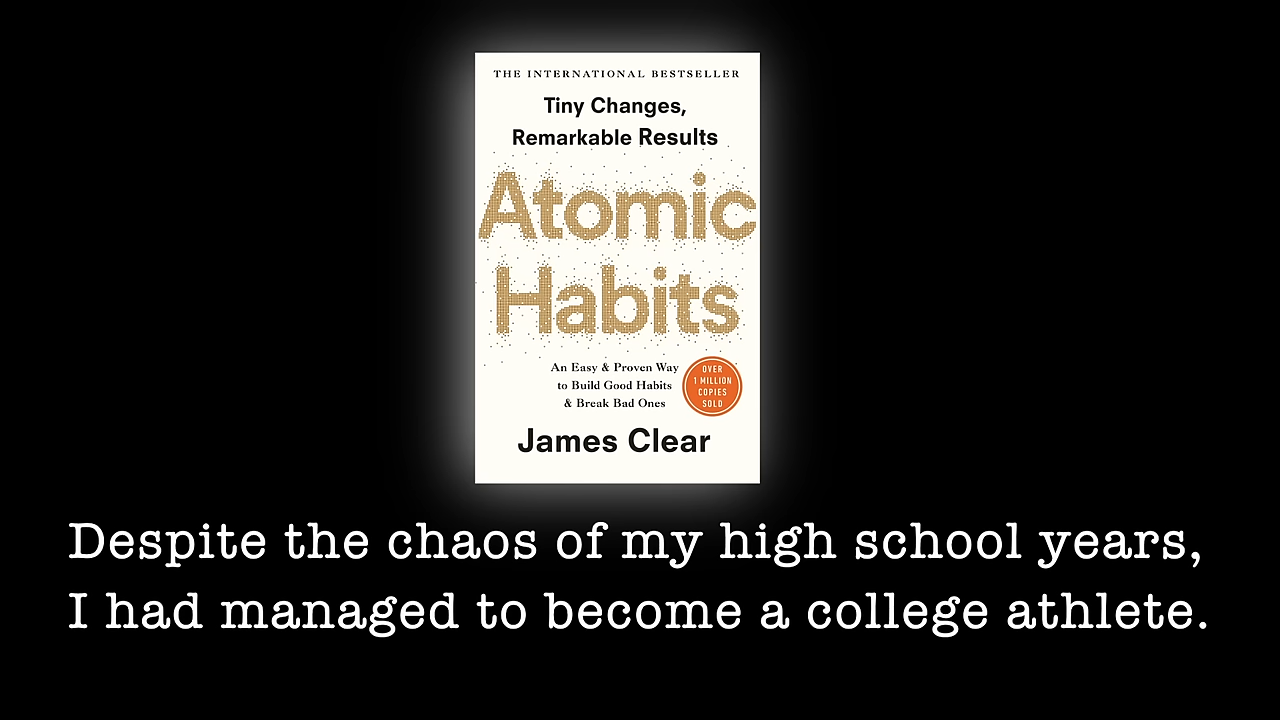 THE INTERNATIONAL BESTSELLER
Tiny Changes,
Remarkable Results
Atomic
Habits
An Easy & Proven Way
to Build Good Habits
& Break Bad Ones
OVER
1 MILLION
COPIES
SOLD
James Clear
Despite the chaos of my high school years,
I had managed to become a college athlete.